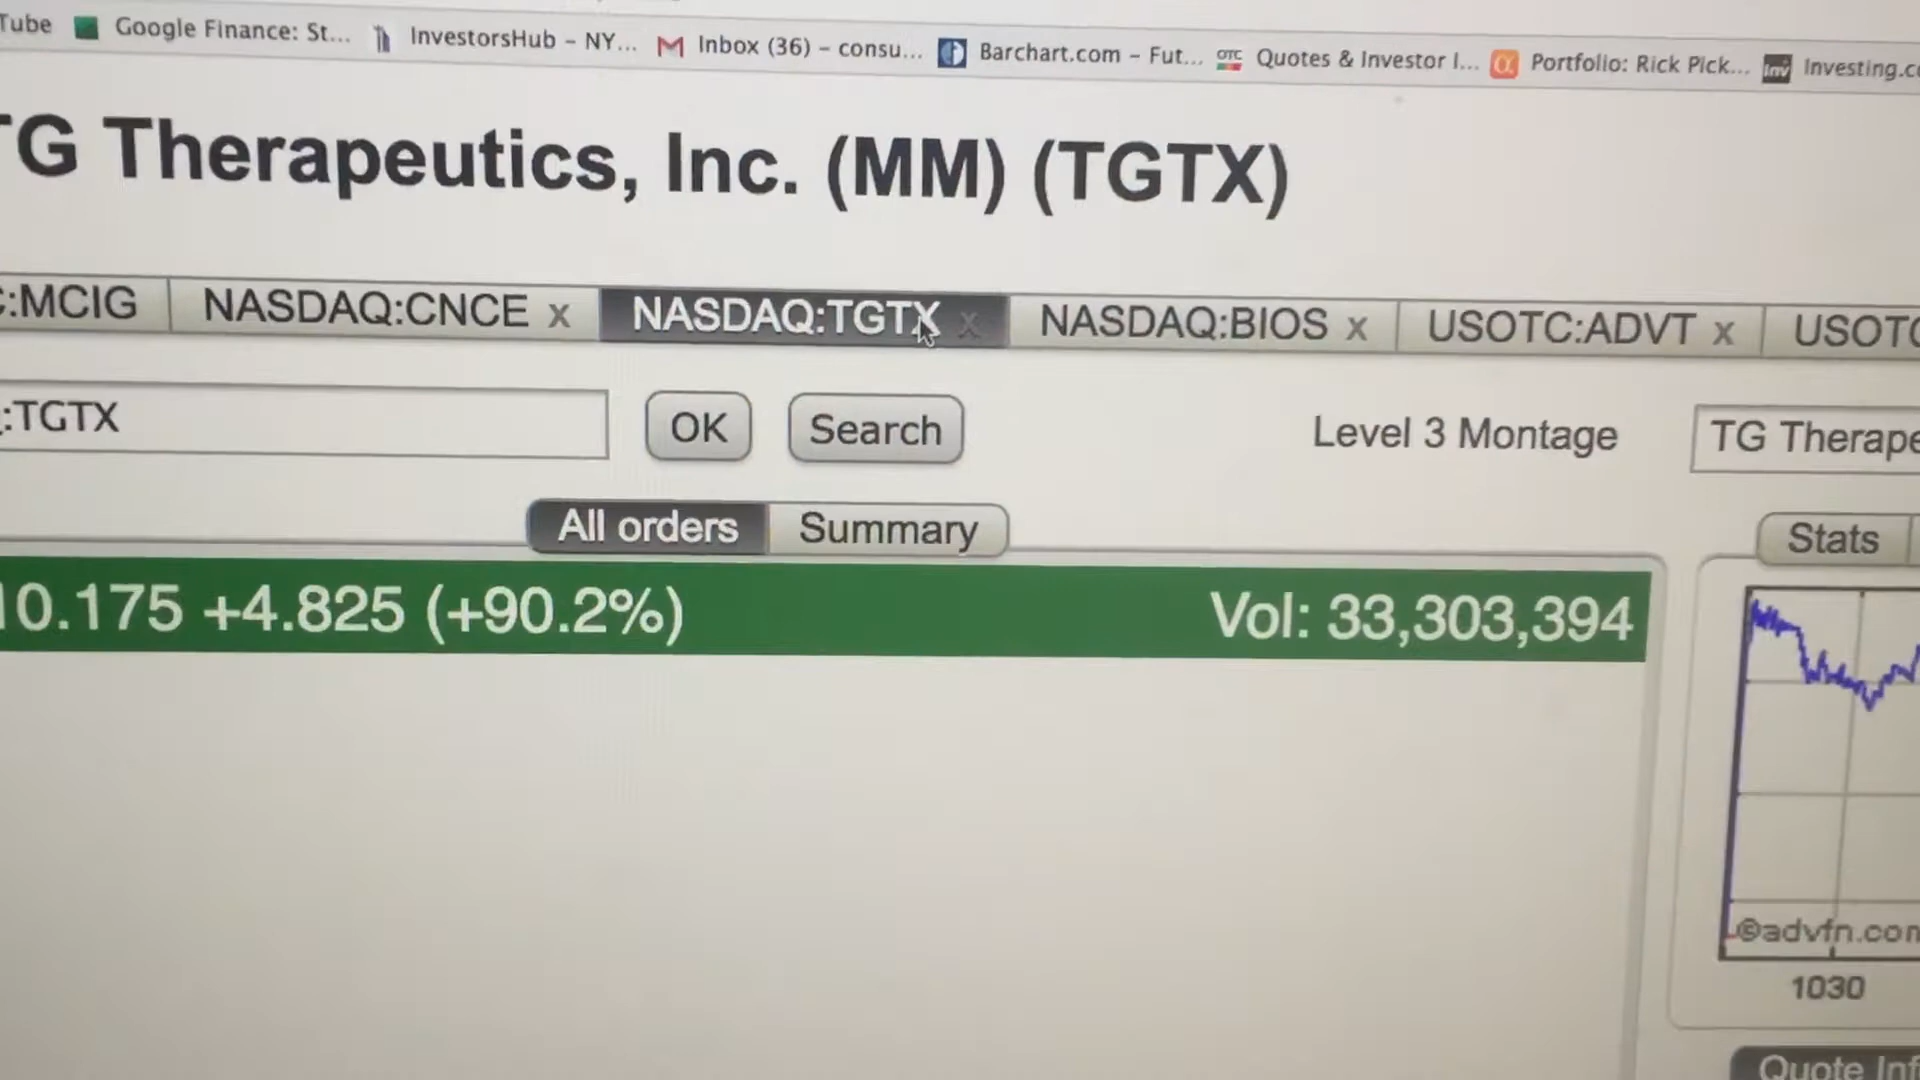 Tube Google Finance: St... InvestorsHub - NY... Inbox (36) - consu... Barchart.com - Fut... OTC Quotes & Investor I... α Portfolio: Rick Pick... Inv Investing.c
TG Therapeutics, Inc. (MM) (TGTX)
:MCIG NASDAQ:CNCE x NASDAQ:TGTX x NASDAQ:BIOS x USOTC:ADVT x USOTC
:TGTX OK Search Level 3 Montage TG Therape
All orders Summary Stats
10.175 +4.825 (+90.2%) Vol: 33,303,394
©advfn.com
1030
Quote Inf